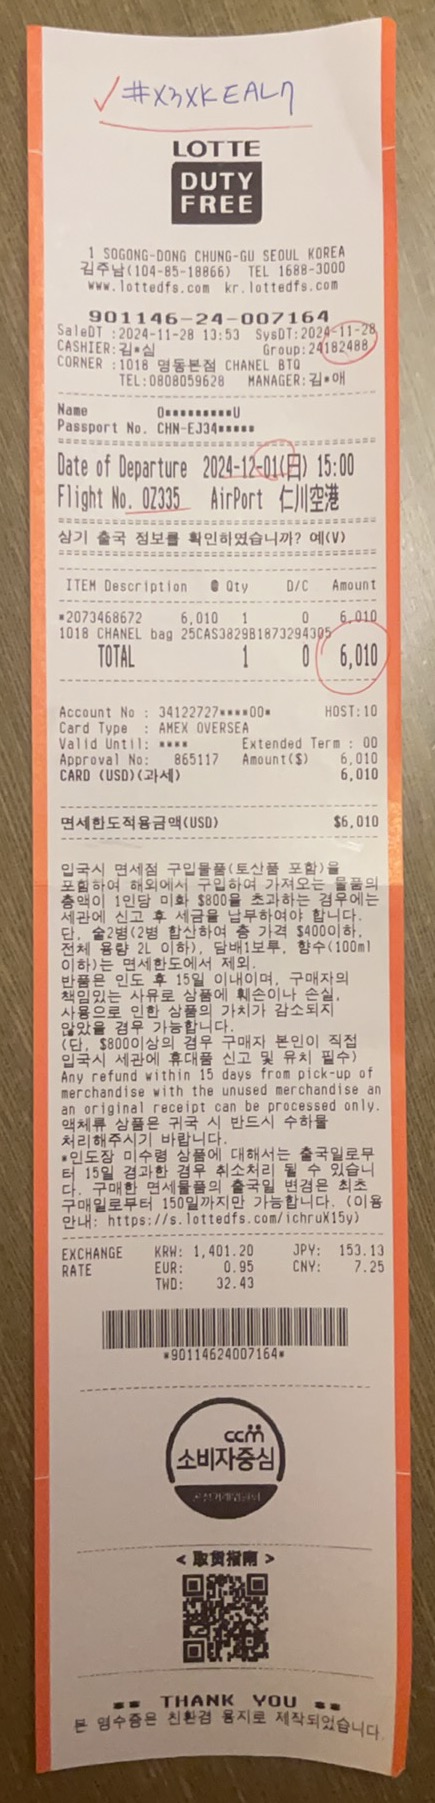 #X3XKEAL7
LOTTE
DUTY
FREE
1 SOGONG-DONG CHUNG-GU SEOUL KOREA
김주남(104-85-18866) TEL 1688-3000
www.lottedfs.com kr.lottedfs.com
901146-24-007164
SaleDT :2024-11-28 13:53 SysDT:2024-11-28
CASHIER:김*심 Group:24182488
CORNER :1018 명동본점 CHANEL BTQ
TEL:0808059628 MANAGER:김*애
Name O*********U
Passport No. CHN-EJ34*****
Date of Departure 2024-12-01(日) 15:00
Flight No. OZ335 AirPort 仁川空港
상기 출국 정보를 확인하였습니까? 예(V)
ITEM Description @ Qty D/C Amount
*2073468672 6,010 1 0 6,010
1018 CHANEL bag 25CAS3829B1873294305
TOTAL 1 0 6,010
Account No : 34122727****00* HOST:10
Card Type : AMEX OVERSEA
Valid Until: **** Extended Term : 00
Approval No: 865117 Amount($) 6,010
CARD (USD)(과세) 6,010
면세한도적용금액(USD) $6,010
입국시 면세점 구입물품(토산품 포함)을
포함하여 해외에서 구입하여 가져오는 물품의
총액이 1인당 미화 $800을 초과하는 경우에는
세관에 신고 후 세금을 납부하여야 합니다.
단, 술2병(2병 합산하여 총 가격 $400이하,
전체 용량 2L 이하), 담배1보루, 향수(100ml
이하)는 면세한도에서 제외.
반품은 인도 후 15일 이내이며, 구매자의
책임있는 사유로 상품에 훼손이나 손실,
사용으로 인한 상품의 가치가 감소되지
않았을 경우 가능합니다.
(단, $800이상의 경우 구매자 본인이 직접
입국시 세관에 휴대품 신고 및 유치 필수)
Any refund within 15 days from pick-up of
merchandise with the unused merchandise an
an original receipt can be processed only.
액체류 상품은 귀국 시 반드시 수하물
처리해주시기 바랍니다.
*인도장 미수령 상품에 대해서는 출국일로부
터 15일 경과한 경우 취소처리 될 수 있습니
다. 구매한 면세물품의 출국일 변경은 최초
구매일로부터 150일까지만 가능합니다. (이용
안내: https://s.lottedfs.com/ichruX15y)
EXCHANGE KRW: 1,401.20 JPY: 153.13
RATE EUR: 0.95 CNY: 7.25
TWD: 32.43
*90114624007164*
ccm
소비자중심
< 取货指南 >
** THANK YOU **
본 영수증은 친환경 용지로 제작되었습니다.